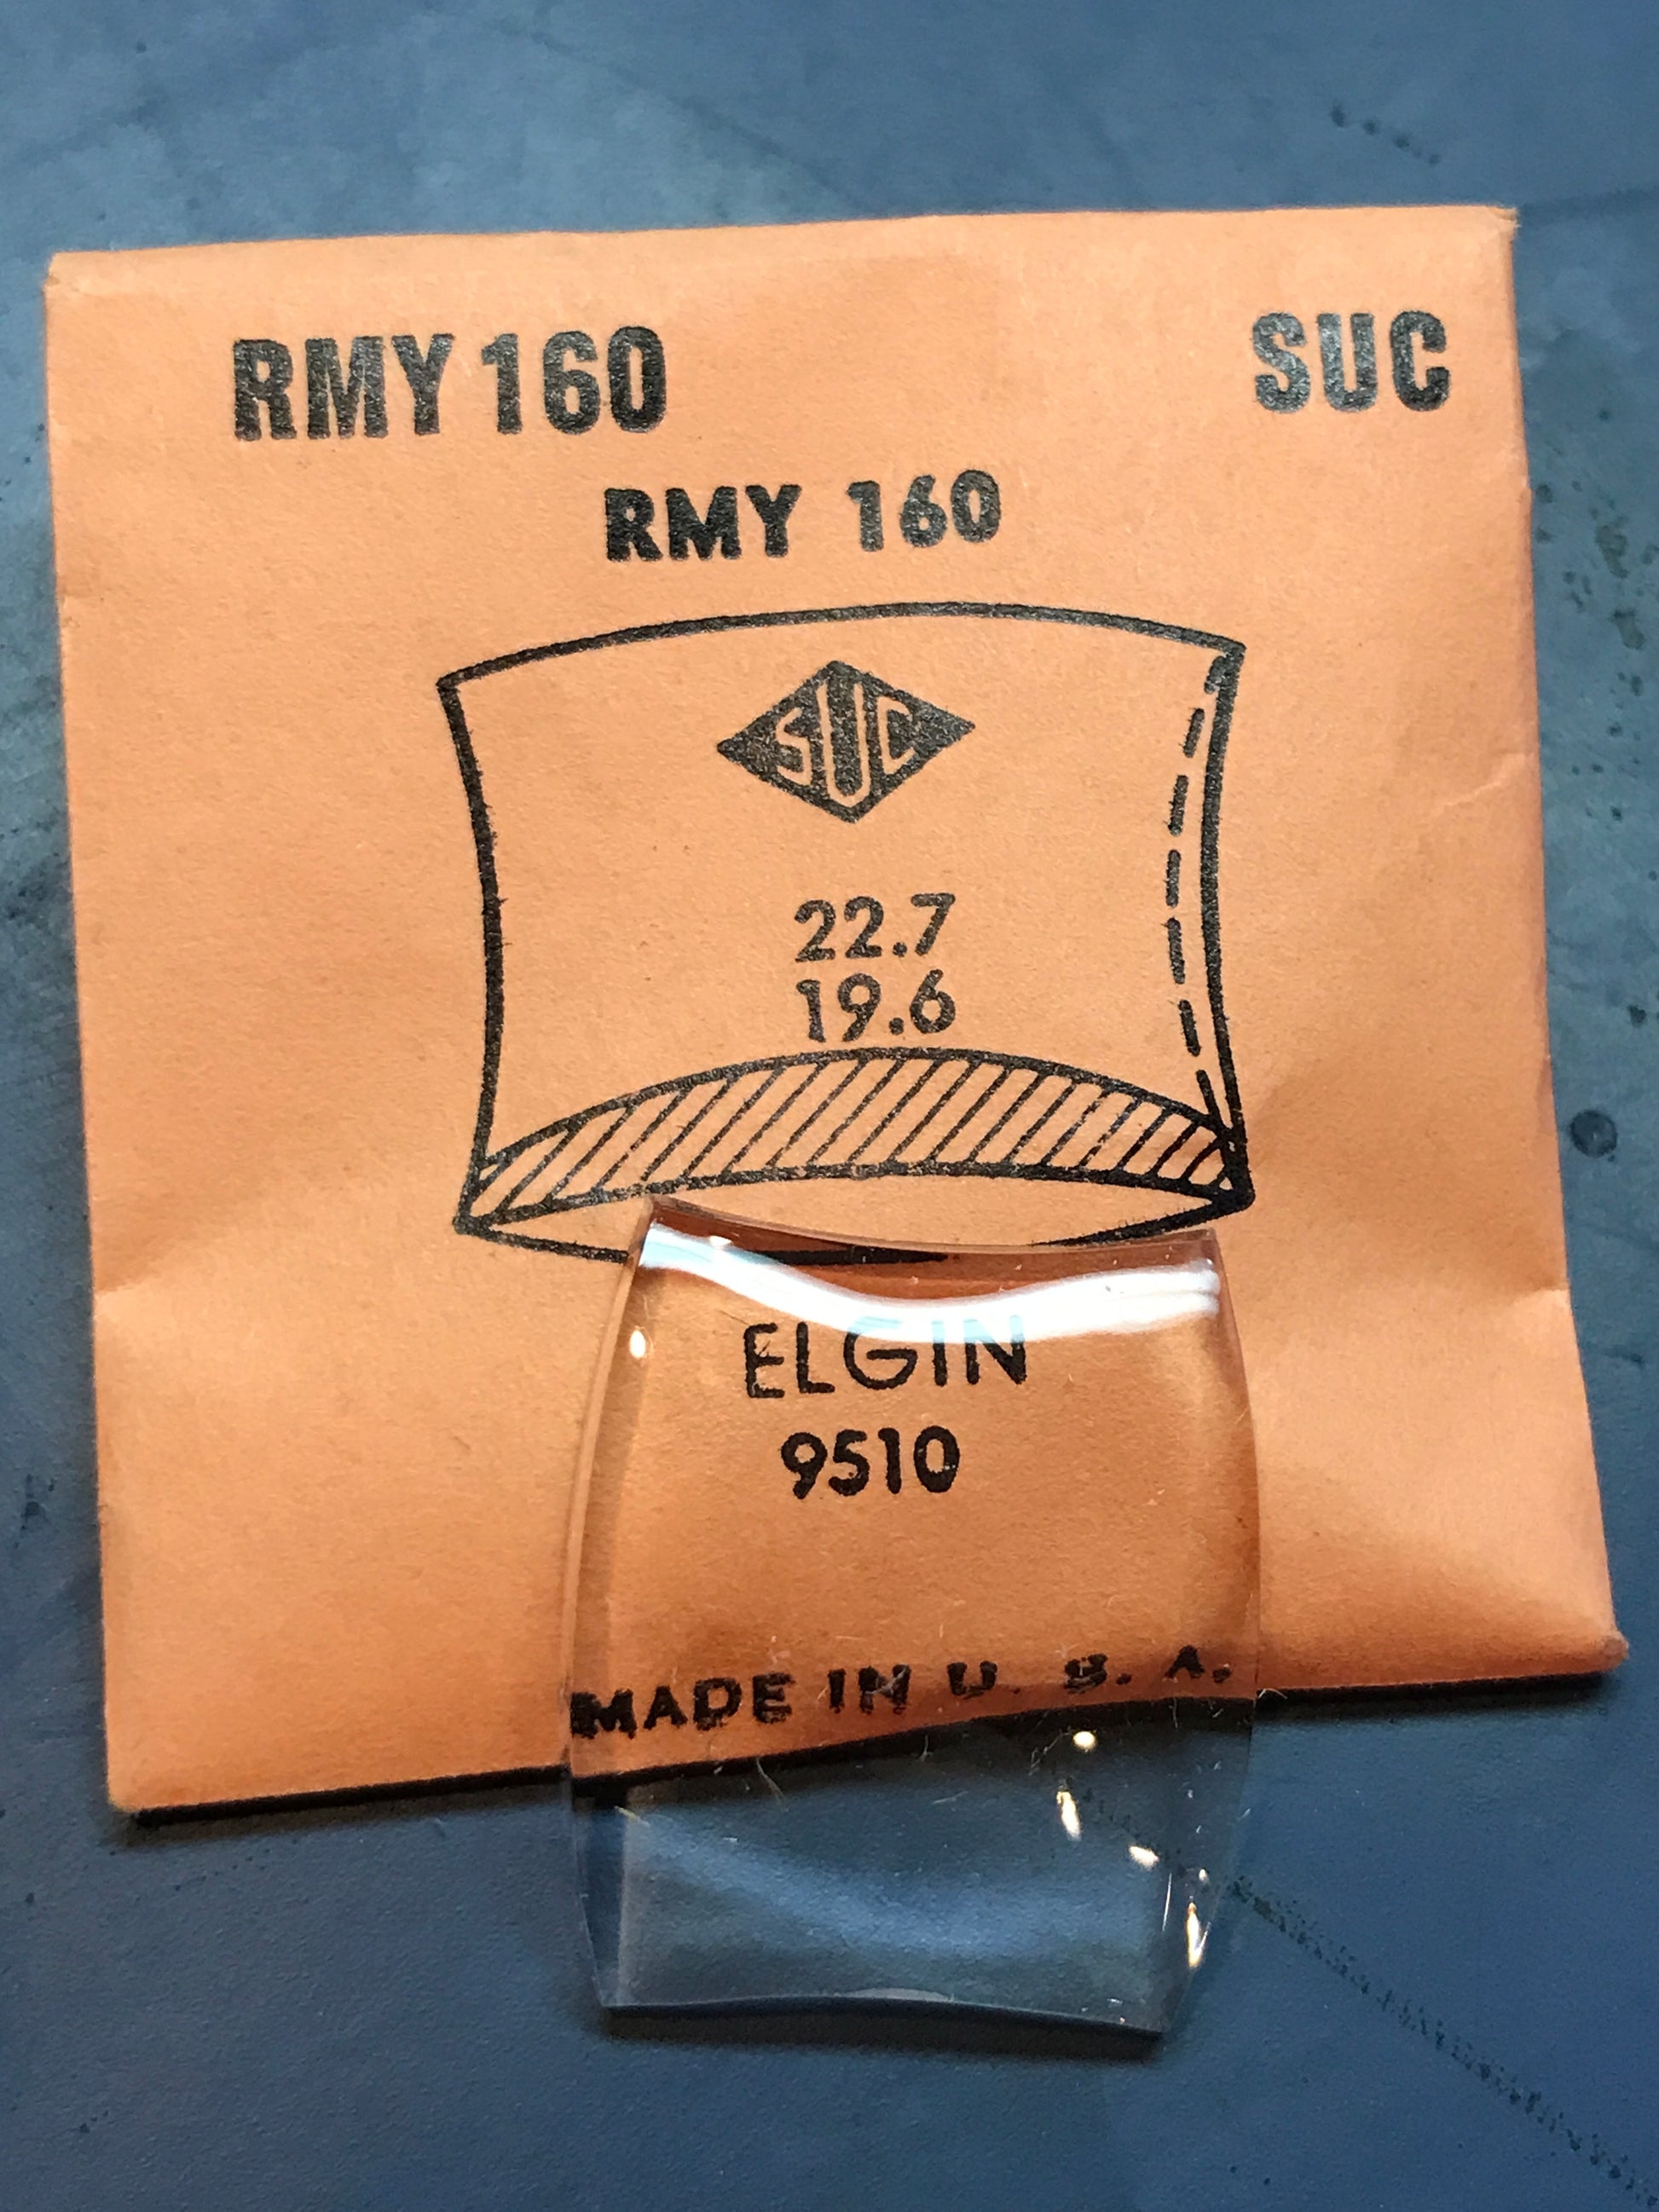 RMY 160 SUC
RMY 160
SUC
22.7
19.6
ELGIN
9510
MADE IN U. S. A.